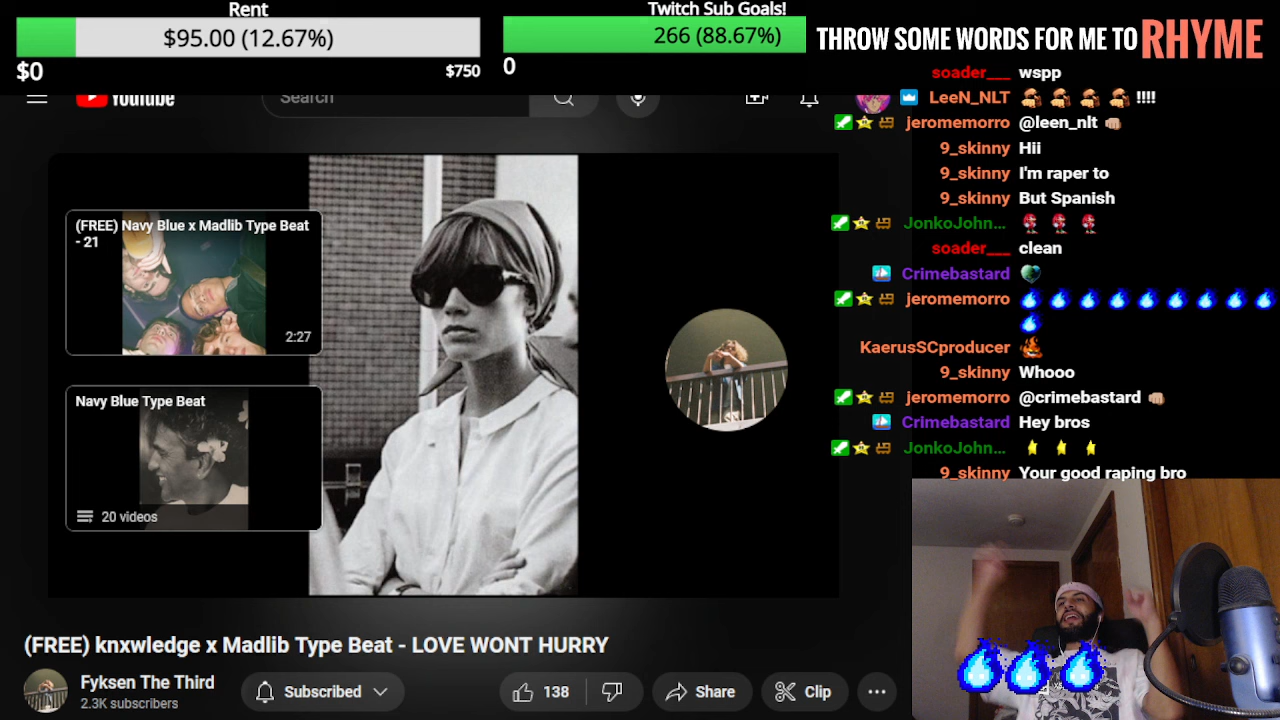 Rent
$95.00 (12.67%)
$0
$750
Twitch Sub Goals!
266 (88.67%)
0
THROW SOME WORDS FOR ME TO RHYME
YouTube
Search
(FREE) Navy Blue x Madlib Type Beat
- 21
2:27
Navy Blue Type Beat
20 videos
(FREE) knxwledge x Madlib Type Beat - LOVE WONT HURRY
Fyksen The Third
2.3K subscribers
Subscribed
138
Share
Clip
soader___ wspp
LeeN_NLT !!!!
jeromemorro @leen_nlt
9_skinny Hii
9_skinny I'm raper to
9_skinny But Spanish
JonkoJohn...
soader___ clean
Crimebastard
jeromemorro
KaerusSCproducer
9_skinny Whooo
jeromemorro @crimebastard
Crimebastard Hey bros
JonkoJohn...
9_skinny Your good raping bro